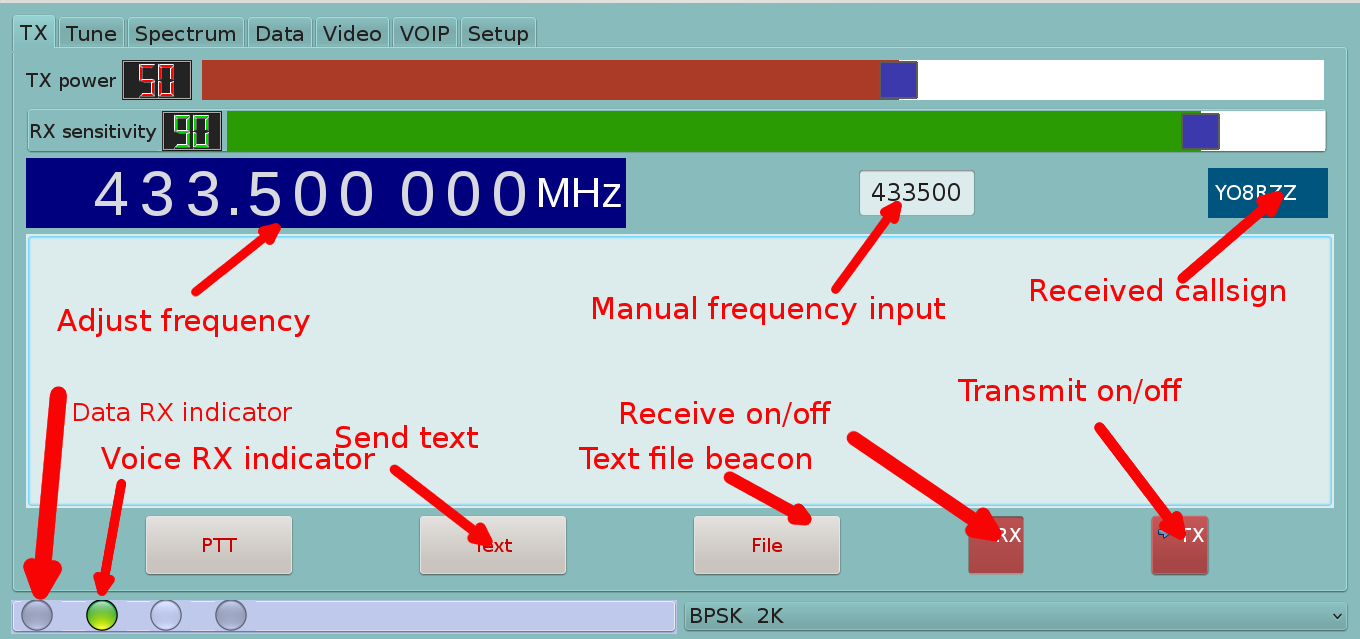 TX Tune Spectrum Data Video VOIP Setup
TX power 50
RX sensitivity 90
433.500 000 MHz 433500 YO8RZZ
Adjust frequency
Manual frequency input
Received callsign
Data RX indicator
Voice RX indicator
Send text
Receive on/off
Text file beacon
Transmit on/off
PTT Text File RX TX
BPSK 2K